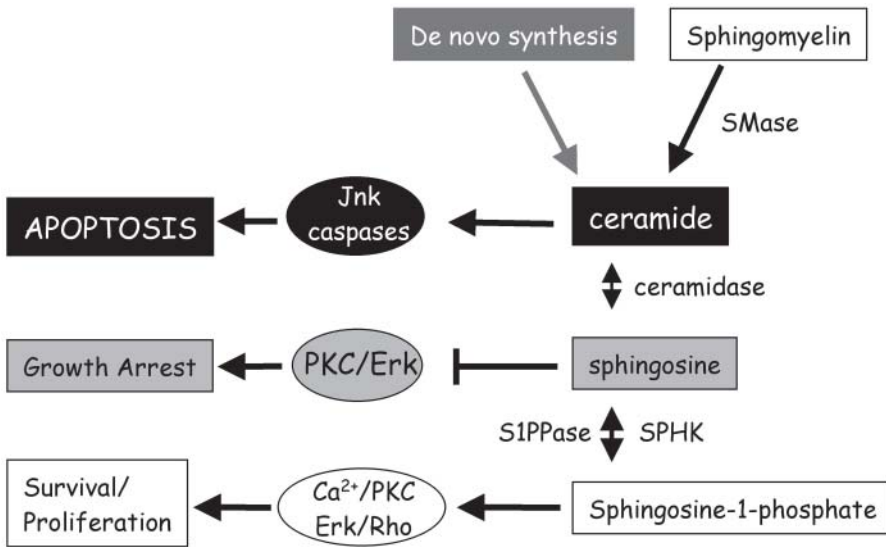 De novo synthesis
Sphingomyelin
SMase
APOPTOSIS
Jnk
caspases
ceramide
ceramidase
Growth Arrest
PKC/Erk
sphingosine
S1PPase
SPHK
Survival/
Proliferation
Ca²⁺/PKC
Erk/Rho
Sphingosine-1-phosphate